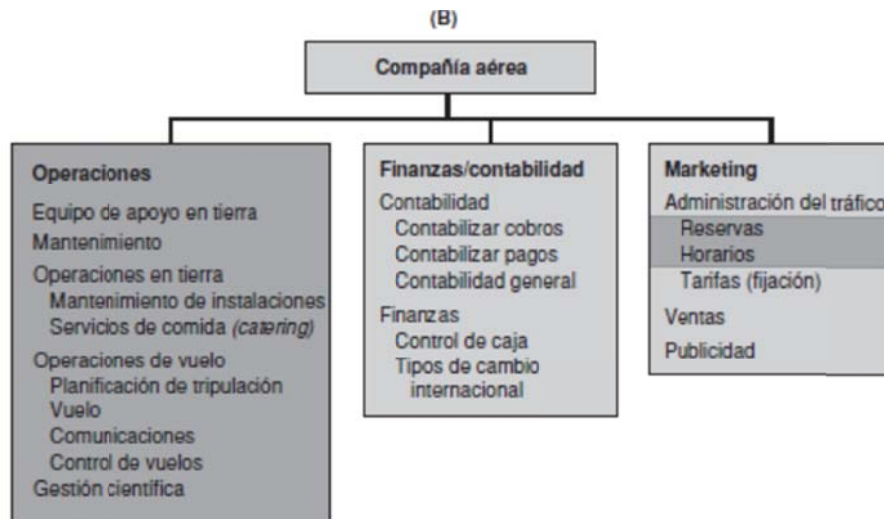 (B)
Compañía aérea
Operaciones
Equipo de apoyo en tierra
Mantenimiento
Operaciones en tierra
Mantenimiento de instalaciones
Servicios de comida (catering)
Operaciones de vuelo
Planificación de tripulación
Vuelo
Comunicaciones
Control de vuelos
Gestión científica
Finanzas/contabilidad
Contabilidad
Contabilizar cobros
Contabilizar pagos
Contabilidad general
Finanzas
Control de caja
Tipos de cambio
internacional
Marketing
Administración del tráfico
Reservas
Horarios
Tarifas (fijación)
Ventas
Publicidad